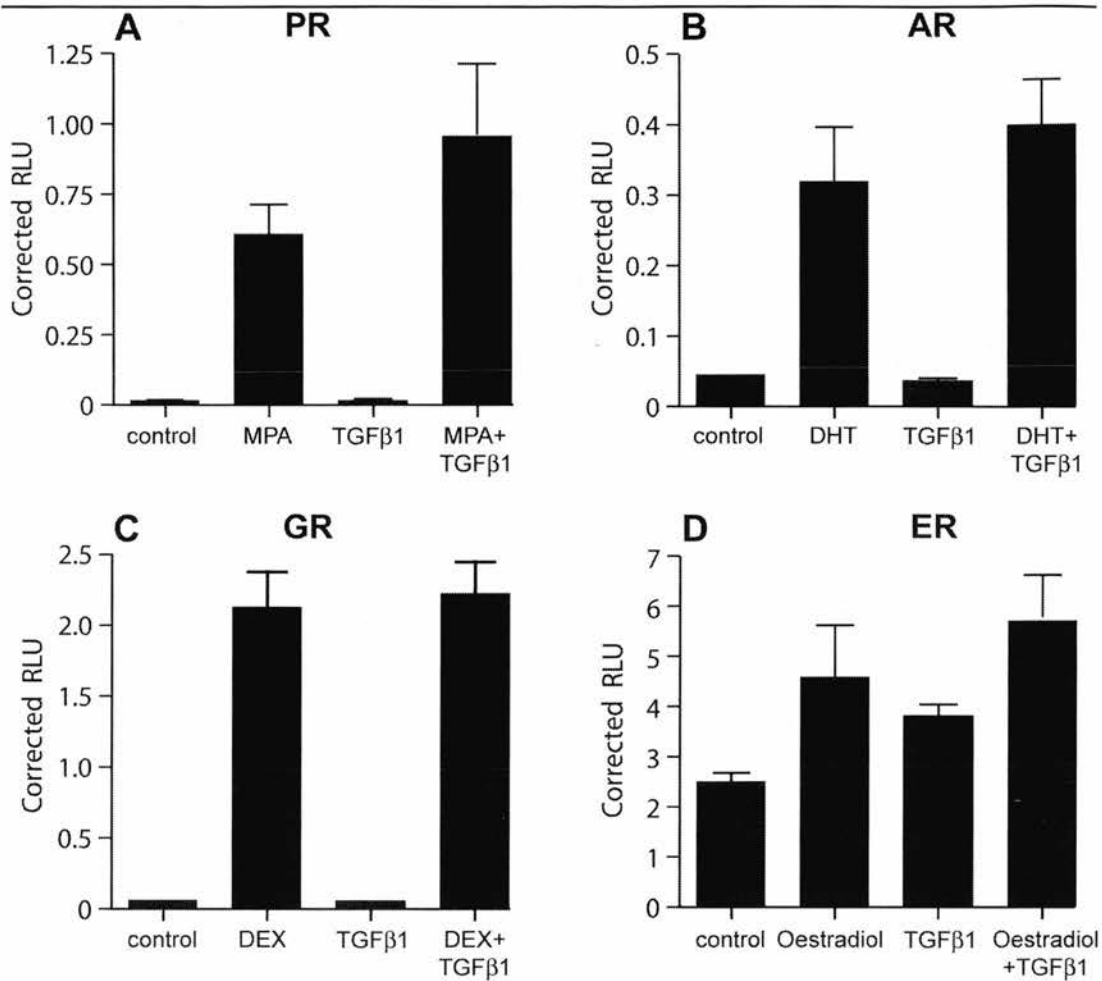 A PR
Corrected RLU
1.25
1.00
0.75
0.50
0.25
0
control MPA TGFβ1 MPA+
TGFβ1
B AR
Corrected RLU
0.5
0.4
0.3
0.2
0.1
0
control DHT TGFβ1 DHT+
TGFβ1
C GR
Corrected RLU
2.5
2.0
1.5
1.0
0.5
0
control DEX TGFβ1 DEX+
TGFβ1
D ER
Corrected RLU
7
6
5
4
3
2
1
0
control Oestradiol TGFβ1 Oestradiol
+TGFβ1